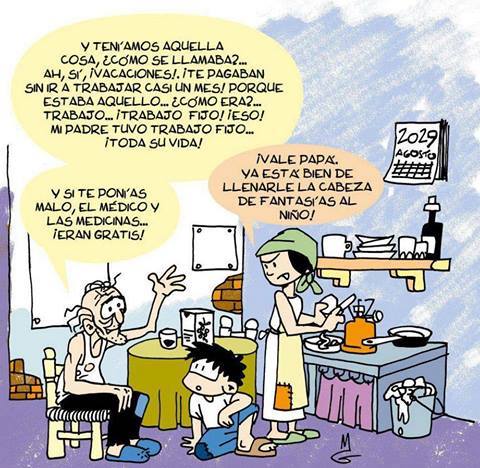 Y TENÍAMOS AQUELLA
COSA, ¿CÓMO SE LLAMABA?...
AH, SÍ, ¡VACACIONES!. ¡TE PAGABAN
SIN IR A TRABAJAR CASI UN MES! PORQUE
ESTABA AQUELLO... ¿CÓMO ERA?...
TRABAJO... ¡TRABAJO FIJO! ¡ESO!
MI PADRE TUVO TRABAJO FIJO...
¡TODA SU VIDA!
Y SI TE PONÍAS
MALO, EL MÉDICO Y
LAS MEDICINAS...
¡ERAN GRATIS!
¡VALE PAPÁ.
YA ESTÁ BIEN DE
LLENARLE LA CABEZA
DE FANTASÍAS AL
NIÑO!
2029
AGOSTO